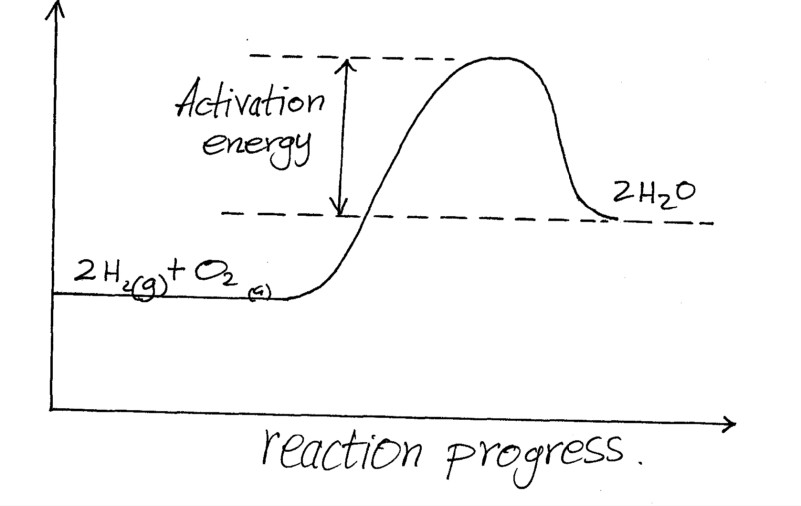 Activation
energy
2H₂O
2H₂(g) + O₂ (g)
reaction progress.